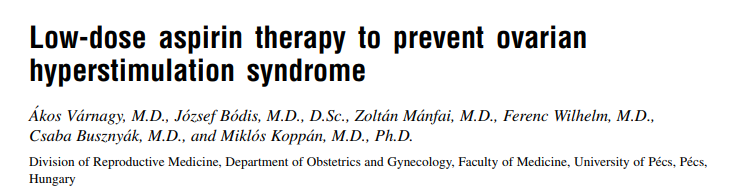 Low-dose aspirin therapy to prevent ovarian
hyperstimulation syndrome
Ákos Várnagy, M.D., József Bódis, M.D., D.Sc., Zoltán Mánfai, M.D., Ferenc Wilhelm, M.D.,
Csaba Busznyák, M.D., and Miklós Koppán, M.D., Ph.D.
Division of Reproductive Medicine, Department of Obstetrics and Gynecology, Faculty of Medicine, University of Pécs, Pécs,
Hungary